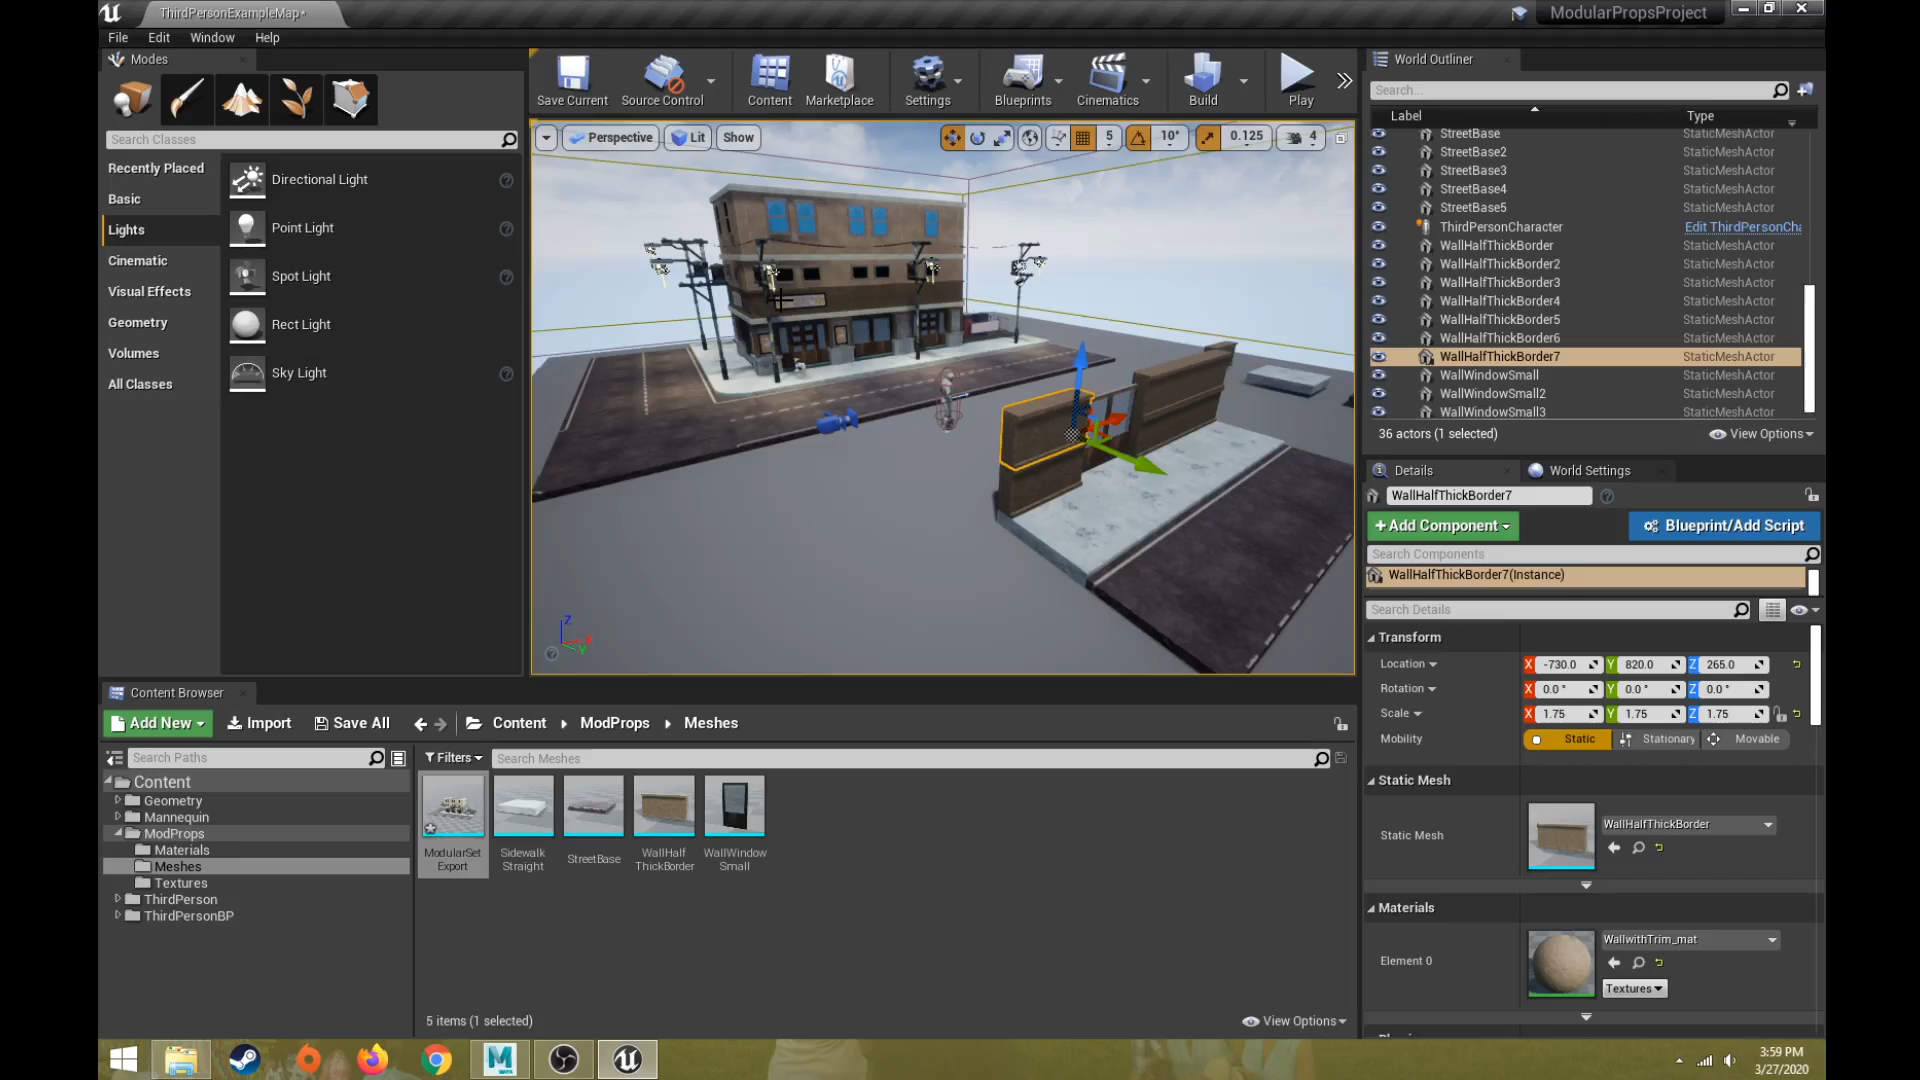 ThirdPersonExampleMap•
ModularPropsProject
File Edit Window Help
Modes
Search Classes
Recently Placed
Basic
Lights
Cinematic
Visual Effects
Geometry
Volumes
All Classes
Directional Light
Point Light
Spot Light
Rect Light
Sky Light
Save Current Source Control Content Marketplace Settings Blueprints Cinematics Build Play
Perspective Lit Show 5 10° 0.125 4
Z
X
Y
World Outliner
Search...
Label Type
StreetBase StaticMeshActor
StreetBase2 StaticMeshActor
StreetBase3 StaticMeshActor
StreetBase4 StaticMeshActor
StreetBase5 StaticMeshActor
ThirdPersonCharacter Edit ThirdPersonCha
WallHalfThickBorder StaticMeshActor
WallHalfThickBorder2 StaticMeshActor
WallHalfThickBorder3 StaticMeshActor
WallHalfThickBorder4 StaticMeshActor
WallHalfThickBorder5 StaticMeshActor
WallHalfThickBorder6 StaticMeshActor
WallHalfThickBorder7 StaticMeshActor
WallWindowSmall StaticMeshActor
WallWindowSmall2 StaticMeshActor
WallWindowSmall3 StaticMeshActor
36 actors (1 selected) View Options
Details World Settings
WallHalfThickBorder7
+Add Component Blueprint/Add Script
Search Components
WallHalfThickBorder7(Instance)
Search Details
Transform
Location X -730.0 Y 820.0 Z 265.0
Rotation X 0.0 ° Y 0.0 ° Z 0.0 °
Scale X 1.75 Y 1.75 Z 1.75
Mobility Static Stationary Movable
Static Mesh
Static Mesh WallHalfThickBorder
Materials
Element 0 WallwithTrim_mat
Textures
Content Browser
Add New Import Save All Content ModProps Meshes
Search Paths
Filters Search Meshes
Content
Geometry
Mannequin
ModProps
Materials
Meshes
Textures
ThirdPerson
ThirdPersonBP
ModularSet
Export
Sidewalk
Straight
StreetBase
WallHalf
ThickBorder
WallWindow
Small
5 items (1 selected) View Options
MAYA
3:59 PM
3/27/2020